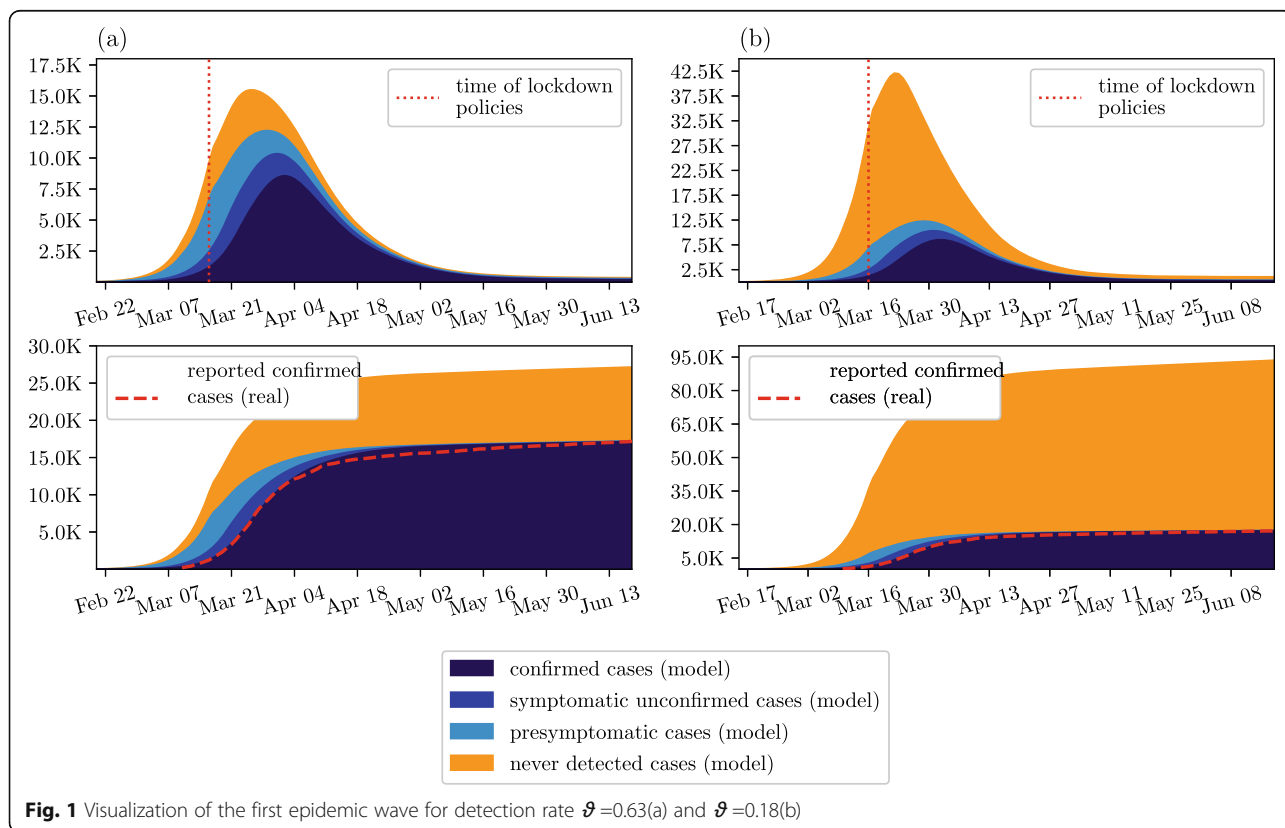 (a)
17.5K
15.0K
12.5K
10.0K
7.5K
5.0K
2.5K
time of lockdown
policies
Feb 22 Mar 07 Mar 21 Apr 04 Apr 18 May 02 May 16 May 30 Jun 13
(b)
42.5K
37.5K
32.5K
27.5K
22.5K
17.5K
12.5K
7.5K
2.5K
time of lockdown
policies
Feb 17 Mar 02 Mar 16 Mar 30 Apr 13 Apr 27 May 11 May 25 Jun 08
30.0K
25.0K
20.0K
15.0K
10.0K
5.0K
reported confirmed
cases (real)
Feb 22 Mar 07 Mar 21 Apr 04 Apr 18 May 02 May 16 May 30 Jun 13
95.0K
80.0K
65.0K
50.0K
35.0K
20.0K
5.0K
reported confirmed
cases (real)
Feb 17 Mar 02 Mar 16 Mar 30 Apr 13 Apr 27 May 11 May 25 Jun 08
confirmed cases (model)
symptomatic unconfirmed cases (model)
presymptomatic cases (model)
never detected cases (model)
Fig. 1 Visualization of the first epidemic wave for detection rate ϑ =0.63(a) and ϑ =0.18(b)